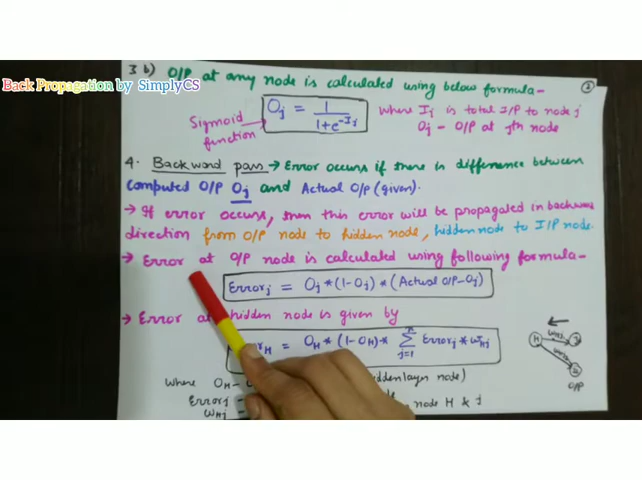 3 b) O/P at any node is calculated using below formula-
②
Back Propagation by SimplyCS
Sigmoid function
Oj = 1 / 1+e^-Ij
where Ij is total I/P to node j
Oj - O/P at jth node
4. Backward pass → Error occurs if there is difference between
computed O/P Oj and Actual O/P (given).
→ If error occurs, then this error will be propagated in backward
direction from O/P node to hidden node, hidden node to I/P node.
→ Error at O/P node is calculated using following formula-
Errorj = Oj * (1-Oj) * (Actual O/P-Oj)
→ Error at hidden node is given by
= OH * (1-OH) * n Σ j=1 Errorj * wHj
H
O/P
where OH-
hidden layer node)
Errorj =
wHj =
node H & j